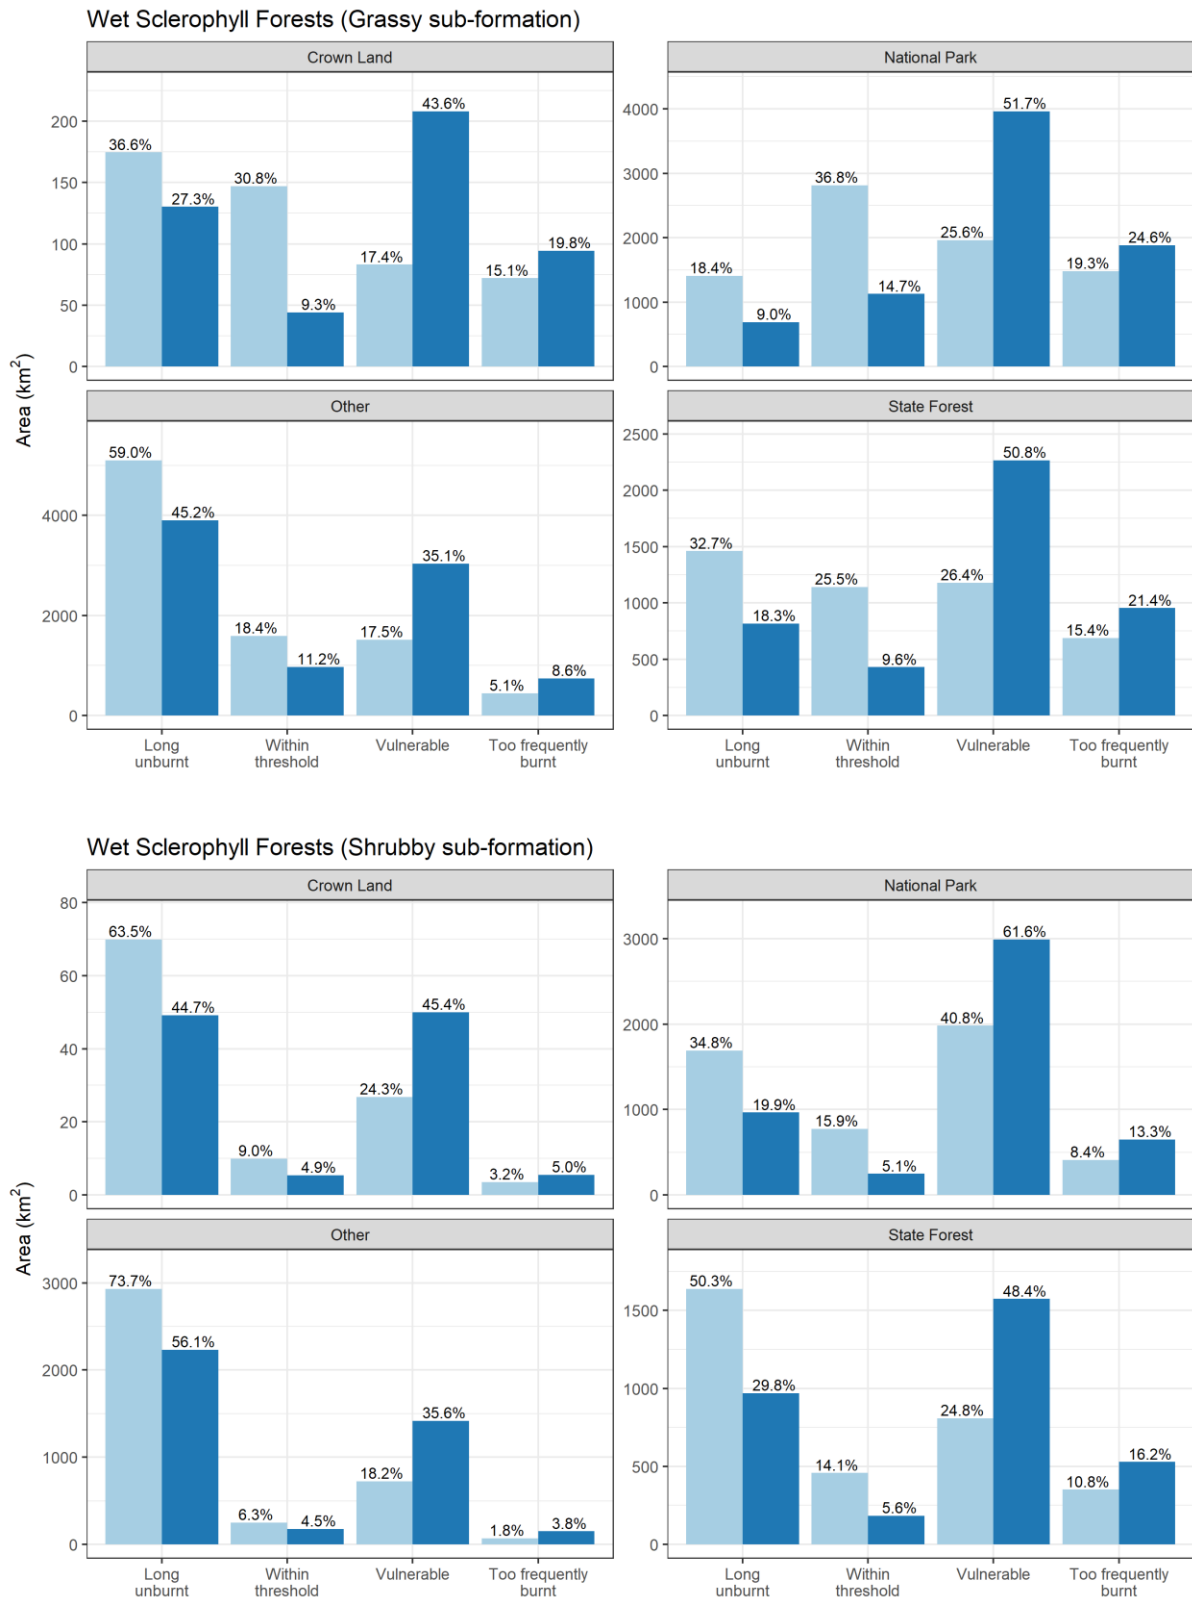 Wet Sclerophyll Forests (Grassy sub-formation)
Crown Land
National Park
200
150
100
50
0
36.6%
27.3%
30.8%
9.3%
17.4%
43.6%
15.1%
19.8%
4000
3000
2000
1000
0
18.4%
9.0%
36.8%
14.7%
25.6%
51.7%
19.3%
24.6%
Area (km²)
Other
State Forest
4000
2000
0
59.0%
45.2%
18.4%
11.2%
17.5%
35.1%
5.1%
8.6%
2500
2000
1500
1000
500
0
32.7%
18.3%
25.5%
9.6%
26.4%
50.8%
15.4%
21.4%
Long
unburnt
Within
threshold
Vulnerable
Too frequently
burnt
Long
unburnt
Within
threshold
Vulnerable
Too frequently
burnt
Wet Sclerophyll Forests (Shrubby sub-formation)
Crown Land
National Park
80
60
40
20
0
63.5%
44.7%
9.0%
4.9%
24.3%
45.4%
3.2%
5.0%
3000
2000
1000
0
34.8%
19.9%
15.9%
5.1%
40.8%
61.6%
8.4%
13.3%
Area (km²)
Other
State Forest
3000
2000
1000
0
73.7%
56.1%
6.3%
4.5%
18.2%
35.6%
1.8%
3.8%
1500
1000
500
0
50.3%
29.8%
14.1%
5.6%
24.8%
48.4%
10.8%
16.2%
Long
unburnt
Within
threshold
Vulnerable
Too frequently
burnt
Long
unburnt
Within
threshold
Vulnerable
Too frequently
burnt